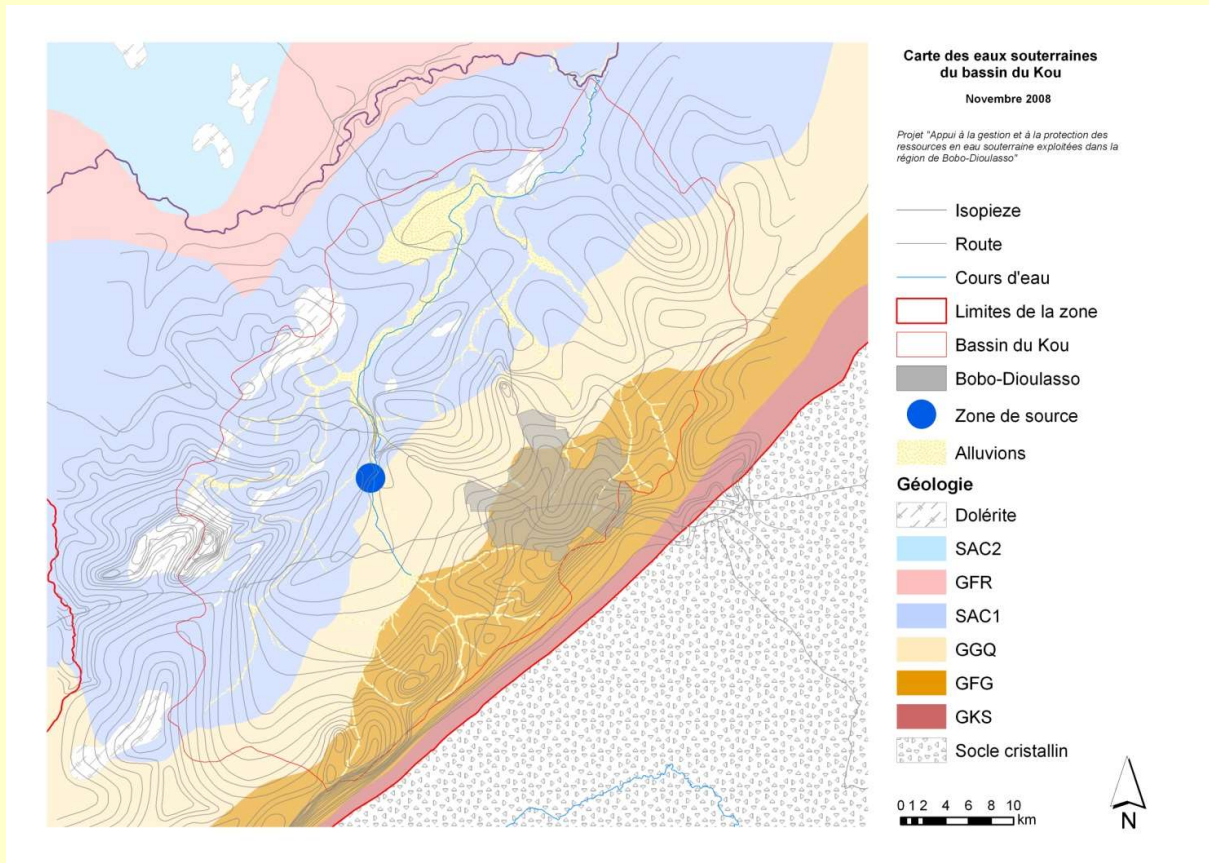 Carte des eaux souterraines
du bassin du Kou
Novembre 2008
Projet "Appui à la gestion et à la protection des
ressources en eau souterraine exploitées dans la
région de Bobo-Dioulasso"
Isopieze
Route
Cours d'eau
Limites de la zone
Bassin du Kou
Bobo-Dioulasso
Zone de source
Alluvions
Géologie
Dolérite
SAC2
GFR
SAC1
GGQ
GFG
GKS
Socle cristallin
0 1 2 4 6 8 10
km
N